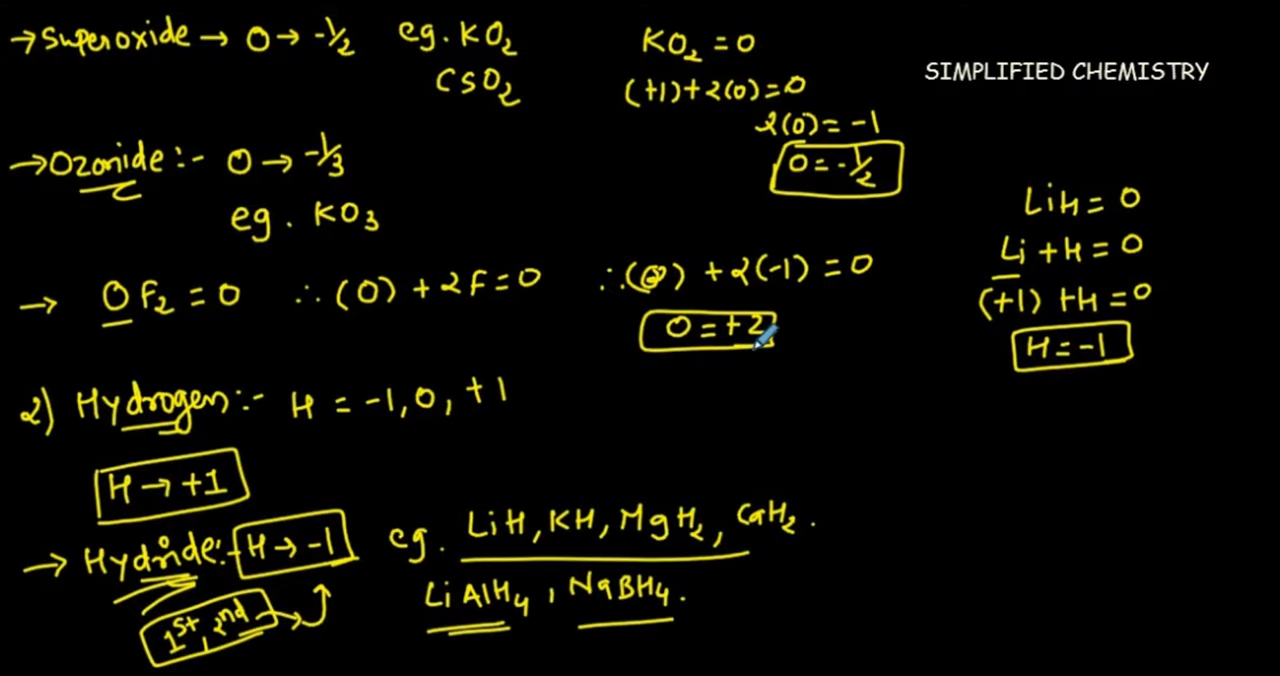 → Superoxide → O → -1/2 eg. KO₂
CsO₂
KO₂ = 0
(+1) + 2(O) = 0
2(O) = -1
O = -1/2
SIMPLIFIED CHEMISTRY
→ Ozonide :- O → -1/3
eg. KO₃
LiH = 0
Li + H = 0
(+1) + H = 0
H = -1
→ OF₂ = 0 ∴ (O) + 2F = 0 ∴ (O) + 2(-1) = 0
O = +2
2) Hydrogen :- H = -1, 0, +1
H → +1
→ Hydride :- H → -1 eg. LiH, KH, MgH₂, CaH₂.
1st, 2nd →
LiAlH₄, NaBH₄.